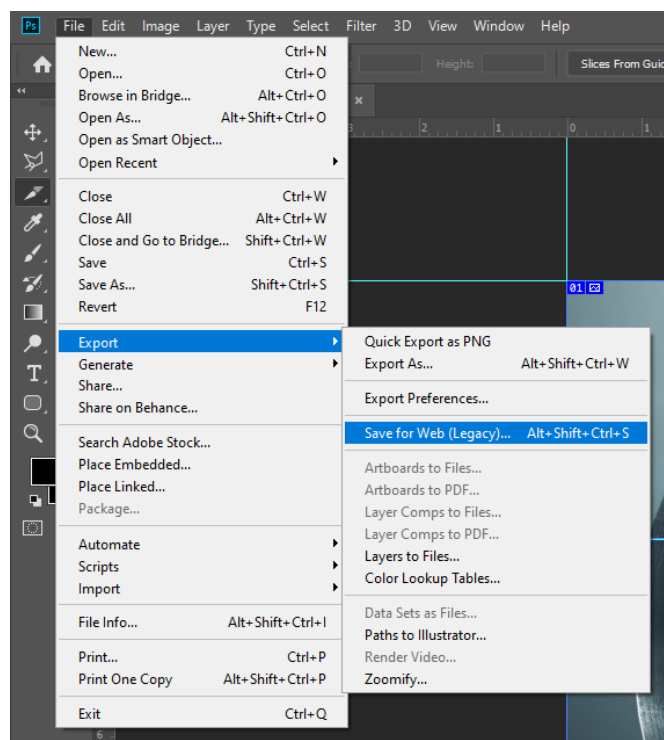 Ps File Edit Image Layer Type Select Filter 3D View Window Help
Height: Slices From Guid
New... Ctrl+N
Open... Ctrl+O
Browse in Bridge... Alt+Ctrl+O
Open As... Alt+Shift+Ctrl+O
Open as Smart Object...
Open Recent
Close Ctrl+W
Close All Alt+Ctrl+W
Close and Go to Bridge... Shift+Ctrl+W
Save Ctrl+S
Save As... Shift+Ctrl+S
Revert F12
Export
Generate
Share...
Share on Behance...
Search Adobe Stock...
Place Embedded...
Place Linked...
Package...
Automate
Scripts
Import
File Info... Alt+Shift+Ctrl+I
Print... Ctrl+P
Print One Copy Alt+Shift+Ctrl+P
Exit Ctrl+Q
3 2 1 0 1
01
Quick Export as PNG
Export As... Alt+Shift+Ctrl+W
Export Preferences...
Save for Web (Legacy)... Alt+Shift+Ctrl+S
Artboards to Files...
Artboards to PDF...
Layer Comps to Files...
Layer Comps to PDF...
Layers to Files...
Color Lookup Tables...
Data Sets as Files...
Paths to Illustrator...
Render Video...
Zoomify...
6